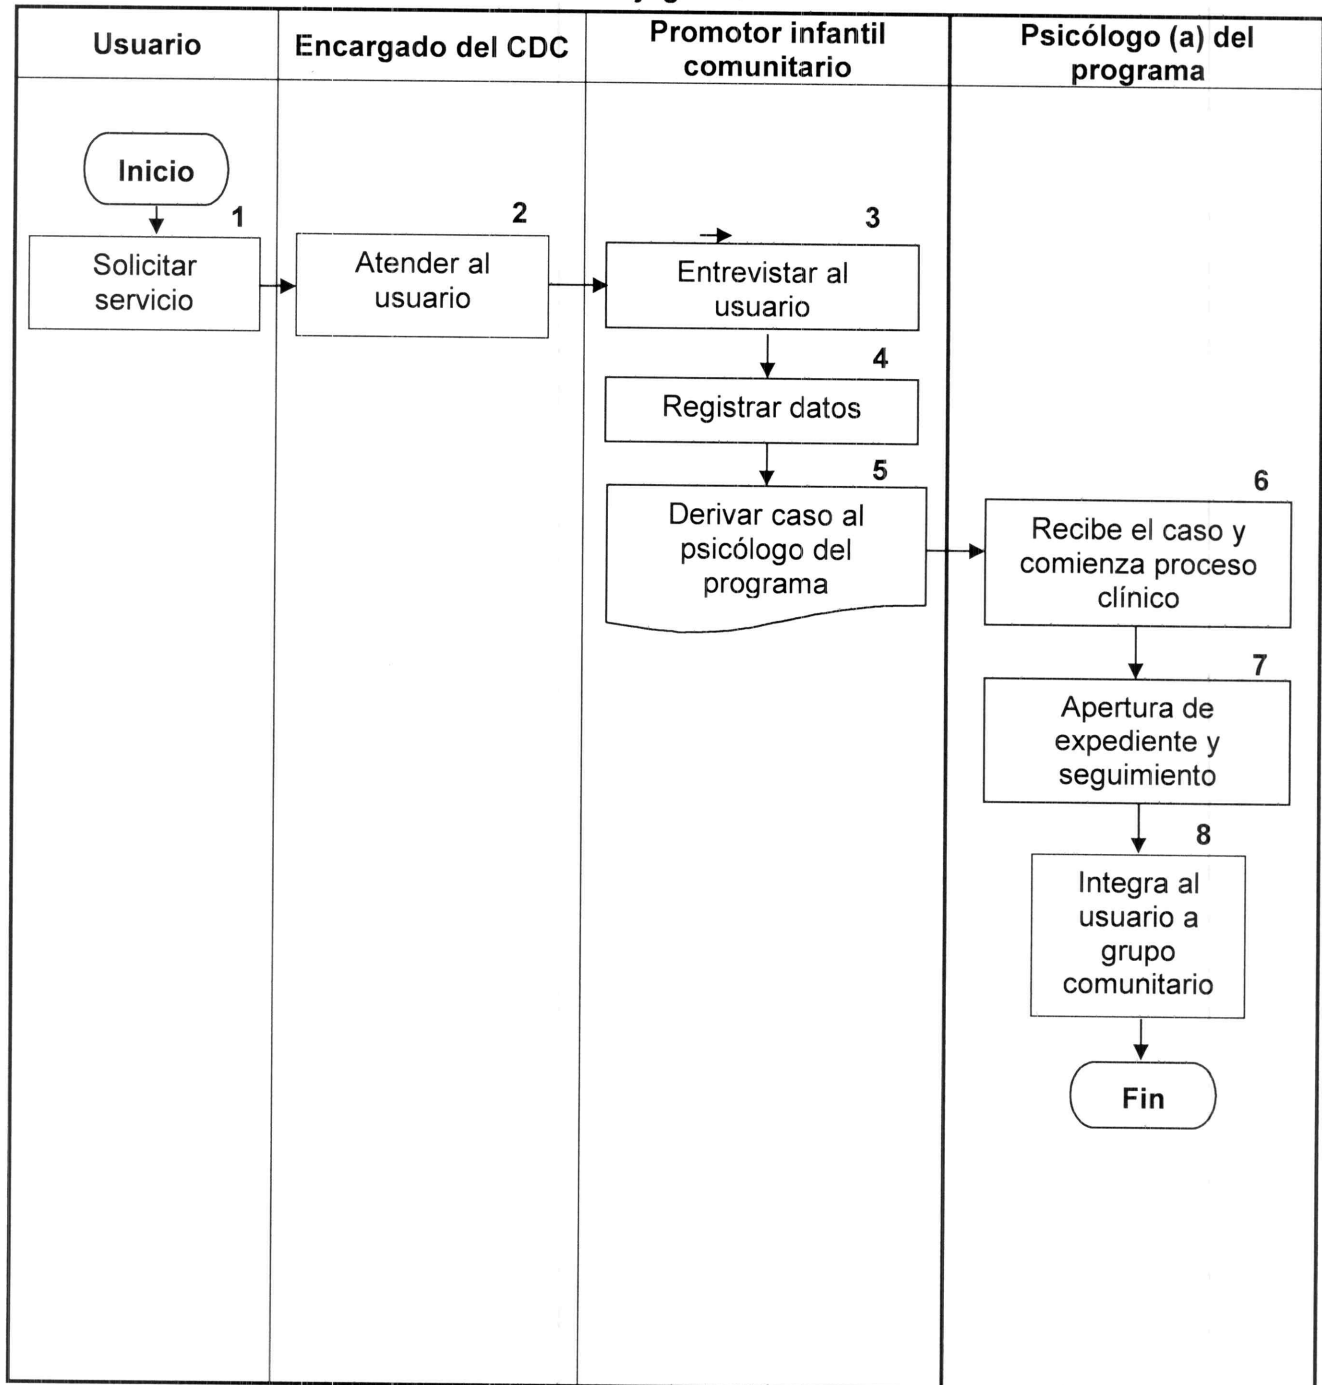 Usuario
Encargado del CDC
Promotor infantil
comunitario
Psicólogo (a) del
programa
Inicio
1
Solicitar
servicio
2
Atender al
usuario
3
Entrevistar al
usuario
4
Registrar datos
5
Derivar caso al
psicólogo del
programa
6
Recibe el caso y
comienza proceso
clínico
7
Apertura de
expediente y
seguimiento
8
Integra al
usuario a
grupo
comunitario
Fin